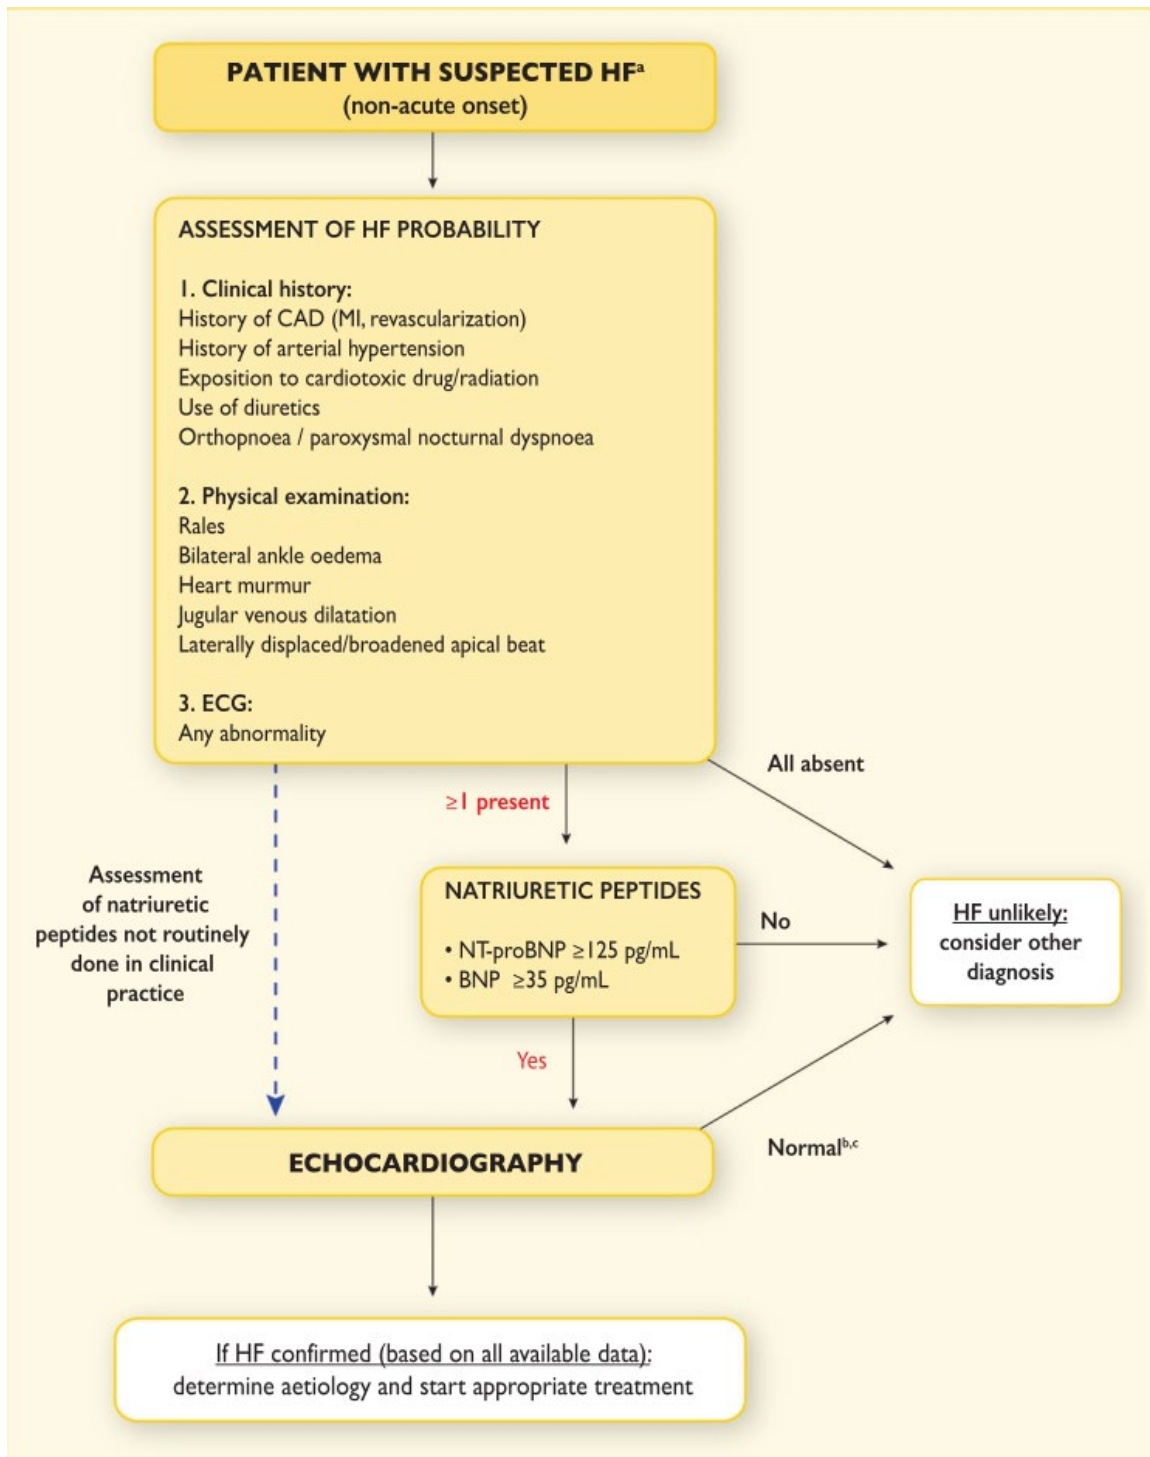 PATIENT WITH SUSPECTED HFᵃ
(non-acute onset)
ASSESSMENT OF HF PROBABILITY
1. Clinical history:
History of CAD (MI, revascularization)
History of arterial hypertension
Exposition to cardiotoxic drug/radiation
Use of diuretics
Orthopnoea / paroxysmal nocturnal dyspnoea
2. Physical examination:
Rales
Bilateral ankle oedema
Heart murmur
Jugular venous dilatation
Laterally displaced/broadened apical beat
3. ECG:
Any abnormality
All absent
≥1 present
Assessment
of natriuretic
peptides not routinely
done in clinical
practice
NATRIURETIC PEPTIDES
• NT-proBNP ≥125 pg/mL
• BNP ≥35 pg/mL
No
HF unlikely:
consider other
diagnosis
Yes
Normalᵇ,ᶜ
ECHOCARDIOGRAPHY
If HF confirmed (based on all available data):
determine aetiology and start appropriate treatment